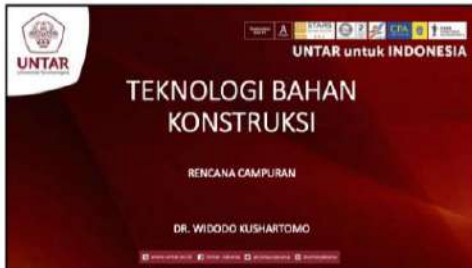 UNTAR
UNTAR untuk INDONESIA
TEKNOLOGI BAHAN
KONSTRUKSI
RENCANA CAMPURAN
DR. WIDODO KUSHARTOMO